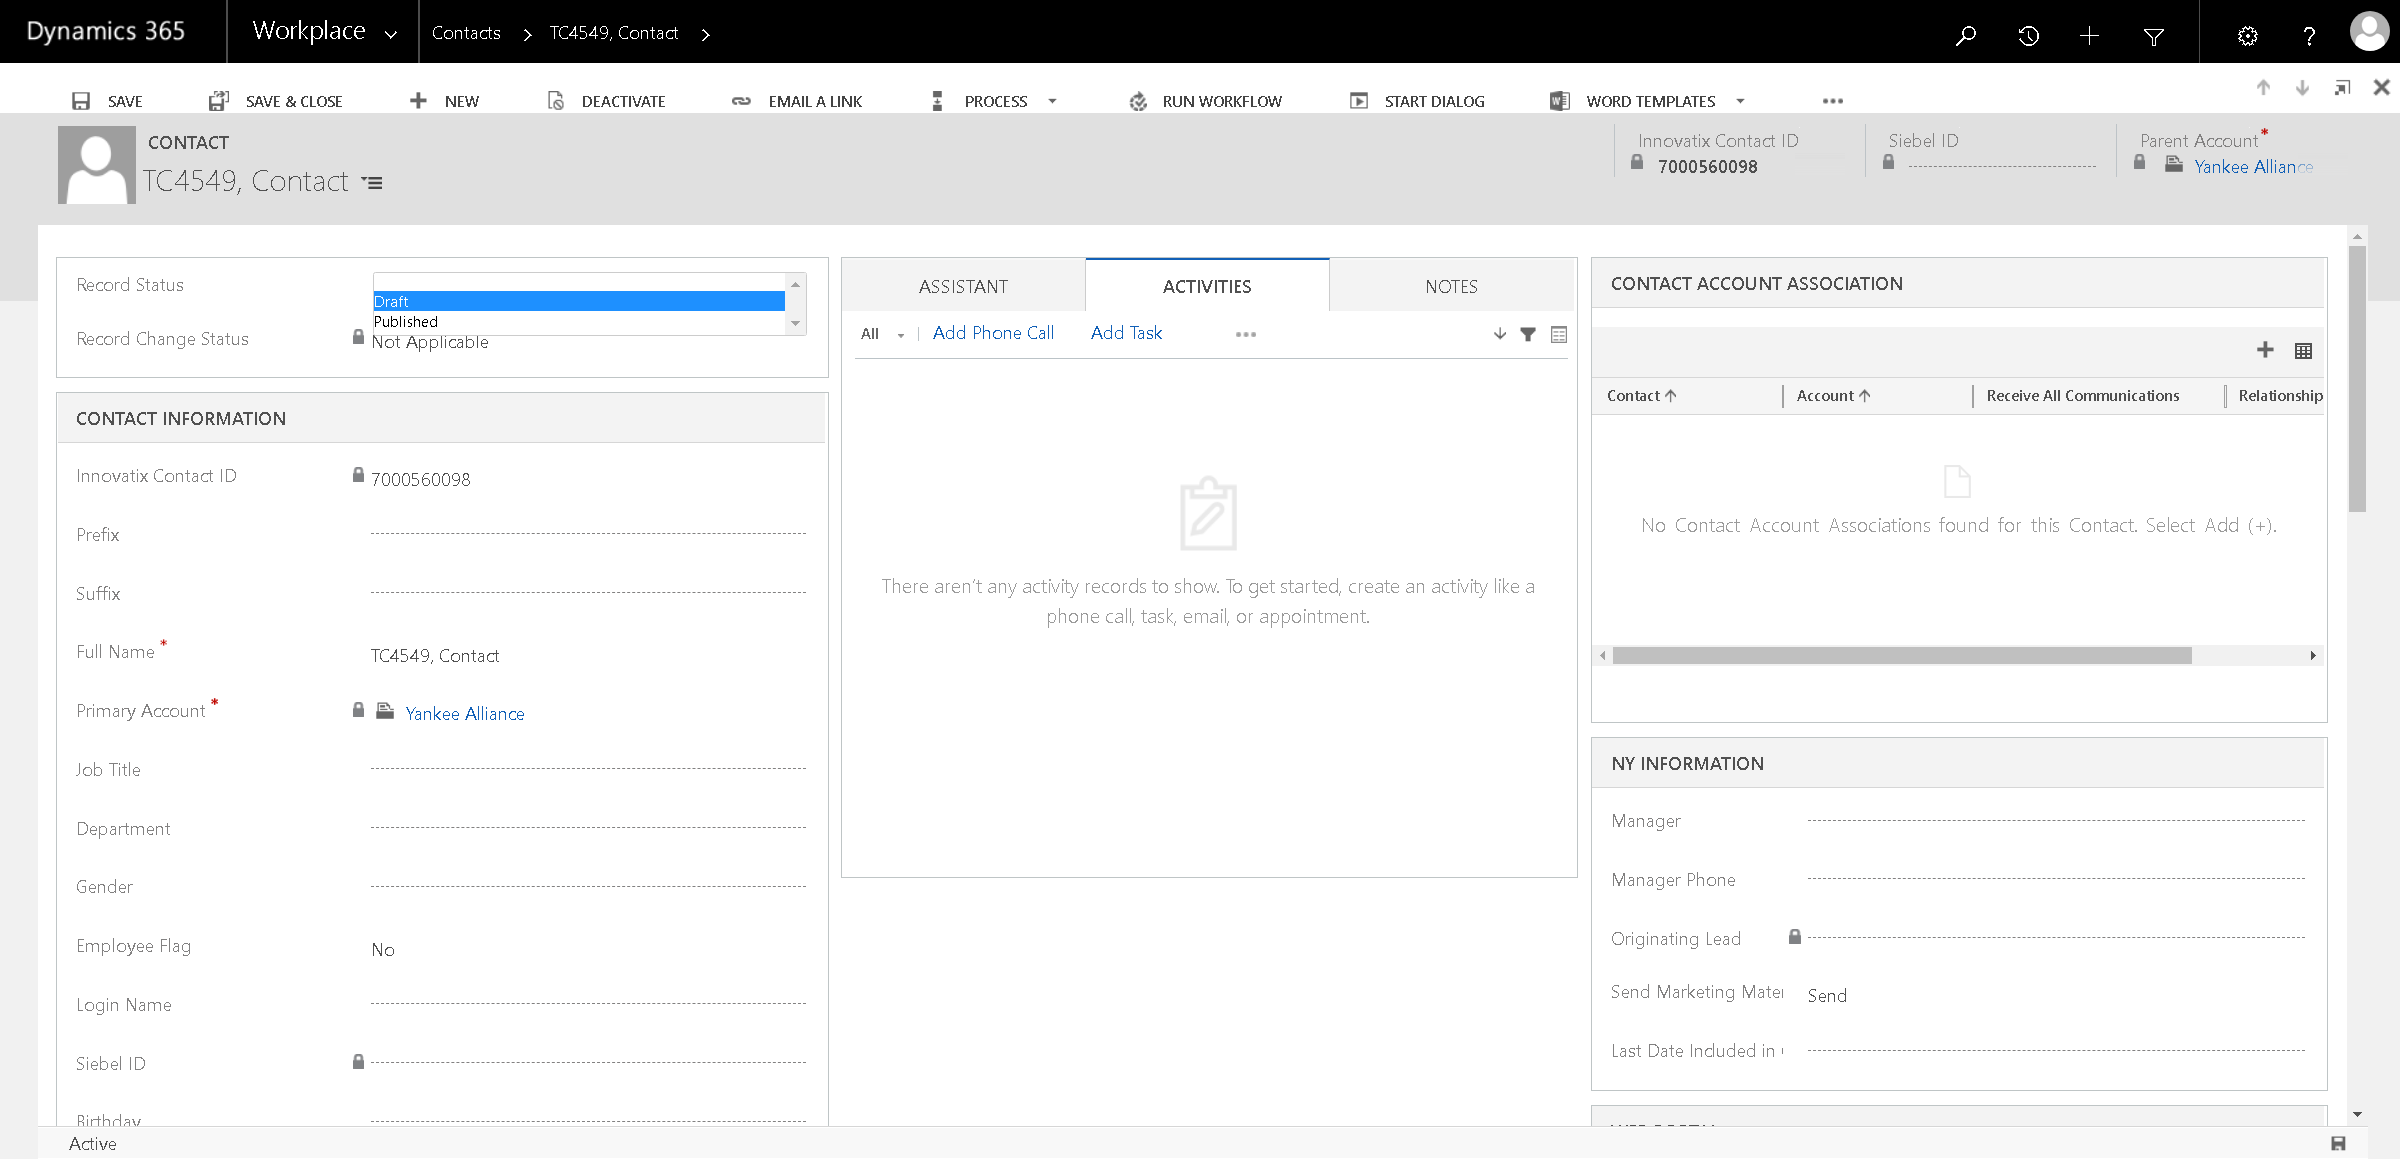 Dynamics 365
Workplace
Contacts
TC4549, Contact
?
SAVE
SAVE & CLOSE
NEW
DEACTIVATE
EMAIL A LINK
PROCESS
RUN WORKFLOW
START DIALOG
WORD TEMPLATES
CONTACT
TC4549, Contact
Innovatix Contact ID
7000560098
Siebel ID
Parent Account*
Yankee Alliance
Record Status
Draft
Published
Record Change Status
Not Applicable
CONTACT INFORMATION
Innovatix Contact ID
7000560098
Prefix
Suffix
Full Name *
TC4549, Contact
Primary Account *
Yankee Alliance
Job Title
Department
Gender
Employee Flag
No
Login Name
Siebel ID
Birthday
ASSISTANT
ACTIVITIES
NOTES
All
Add Phone Call
Add Task
There aren't any activity records to show. To get started, create an activity like a
phone call, task, email, or appointment.
CONTACT ACCOUNT ASSOCIATION
Contact
Account
Receive All Communications
Relationship
No Contact Account Associations found for this Contact. Select Add (+).
NY INFORMATION
Manager
Manager Phone
Originating Lead
Send Marketing Mater
Send
Last Date Included in
Active